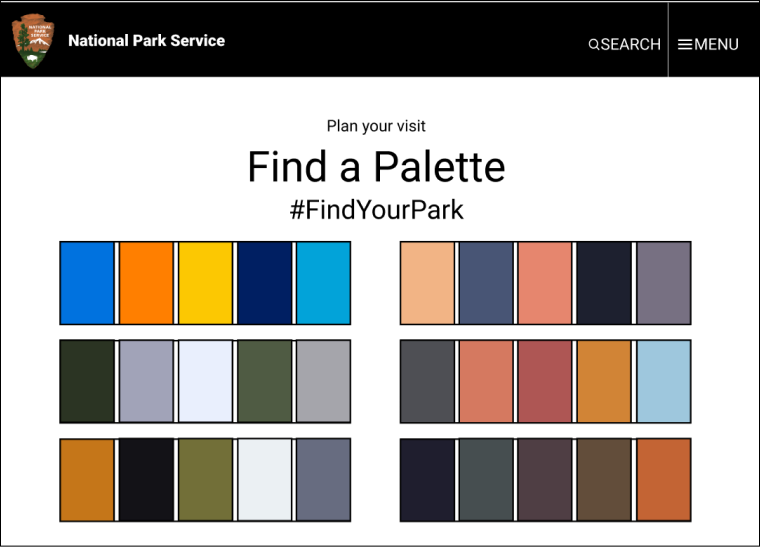 NATIONAL
PARK
SERVICE
National Park Service
SEARCH
MENU
Plan your visit
Find a Palette
#FindYourPark